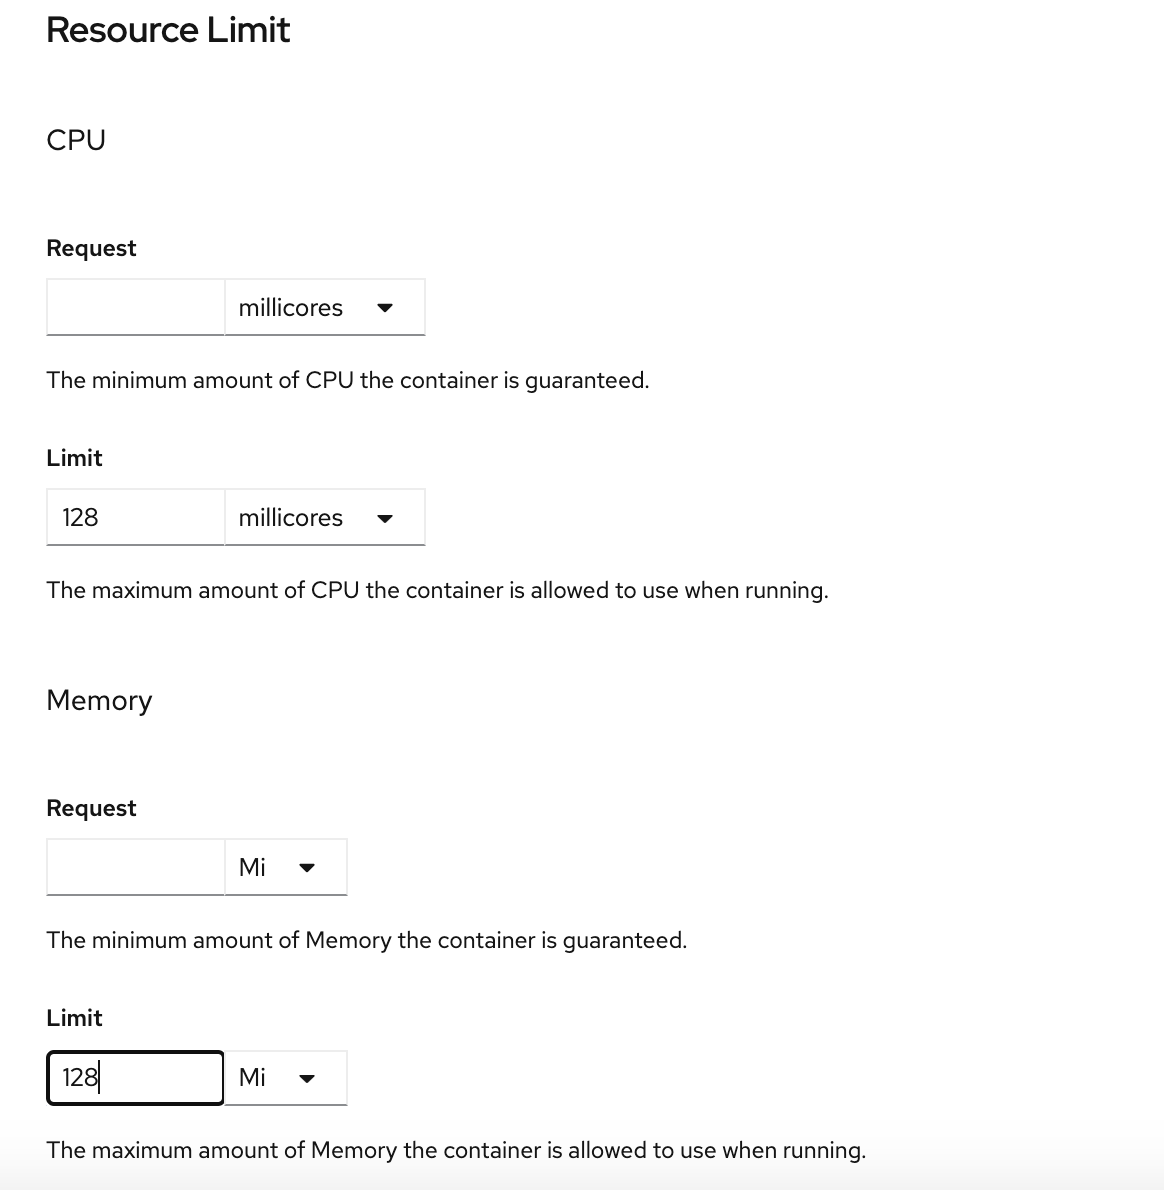 Resource Limit
CPU
Request
millicores
The minimum amount of CPU the container is guaranteed.
Limit
128 millicores
The maximum amount of CPU the container is allowed to use when running.
Memory
Request
Mi
The minimum amount of Memory the container is guaranteed.
Limit
128 Mi
The maximum amount of Memory the container is allowed to use when running.